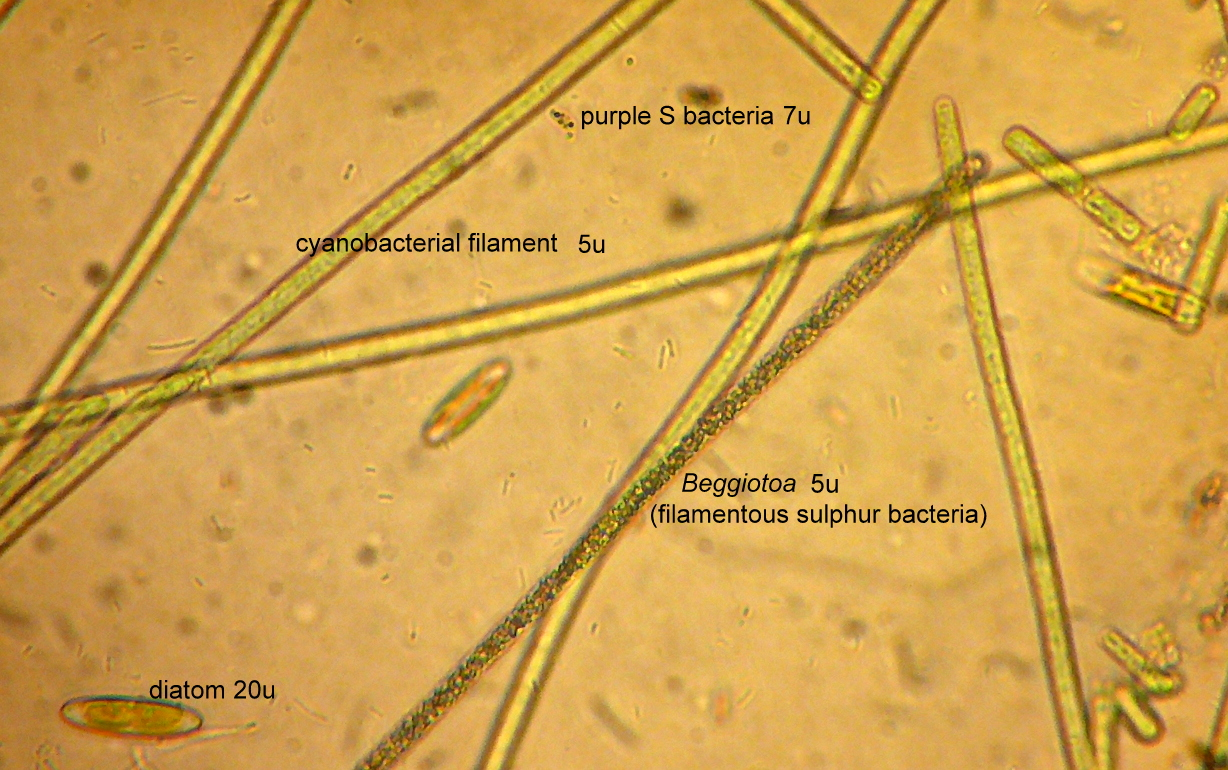 purple S bacteria 7u
cyanobacterial filament 5u
Beggiotoa 5u
(filamentous sulphur bacteria)
diatom 20u